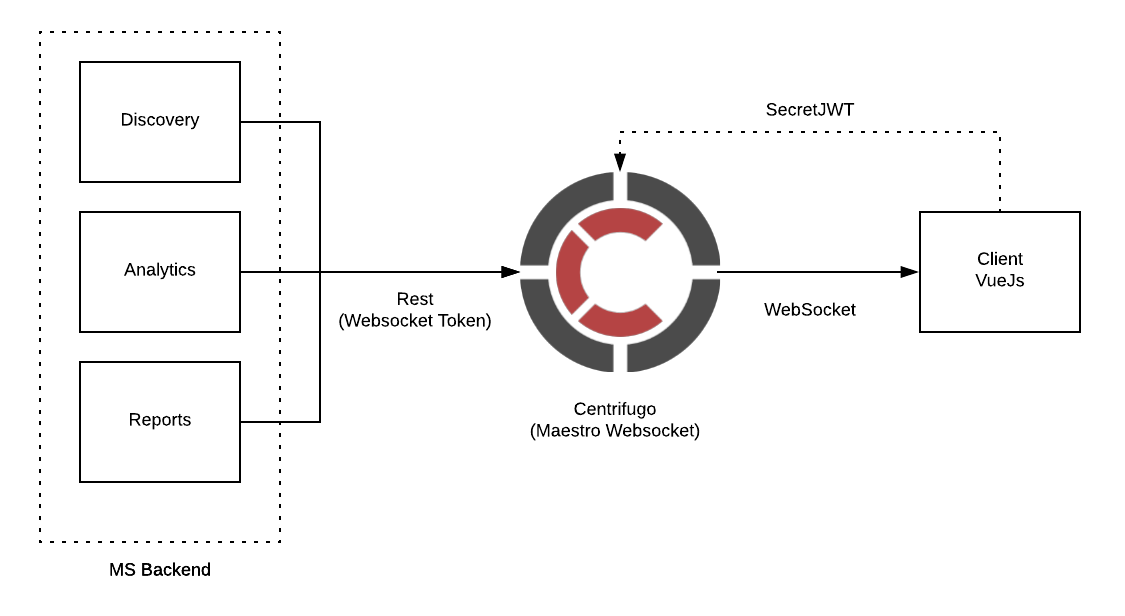 Discovery
Analytics
Reports
MS Backend
Rest
(Websocket Token)
Centrifugo
(Maestro Websocket)
SecretJWT
WebSocket
Client
VueJs